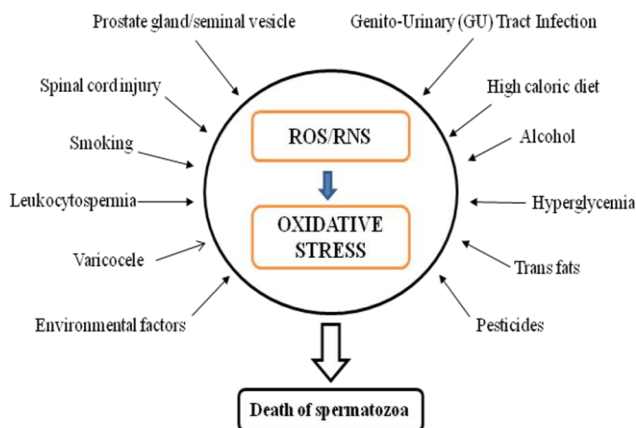 Prostate gland/seminal vesicle
Genito-Urinary (GU) Tract Infection
Spinal cord injury
High caloric diet
Smoking
ROS/RNS
Alcohol
Leukocytospermia
Hyperglycemia
OXIDATIVE
STRESS
Varicocele
Trans fats
Environmental factors
Pesticides
Death of spermatozoa